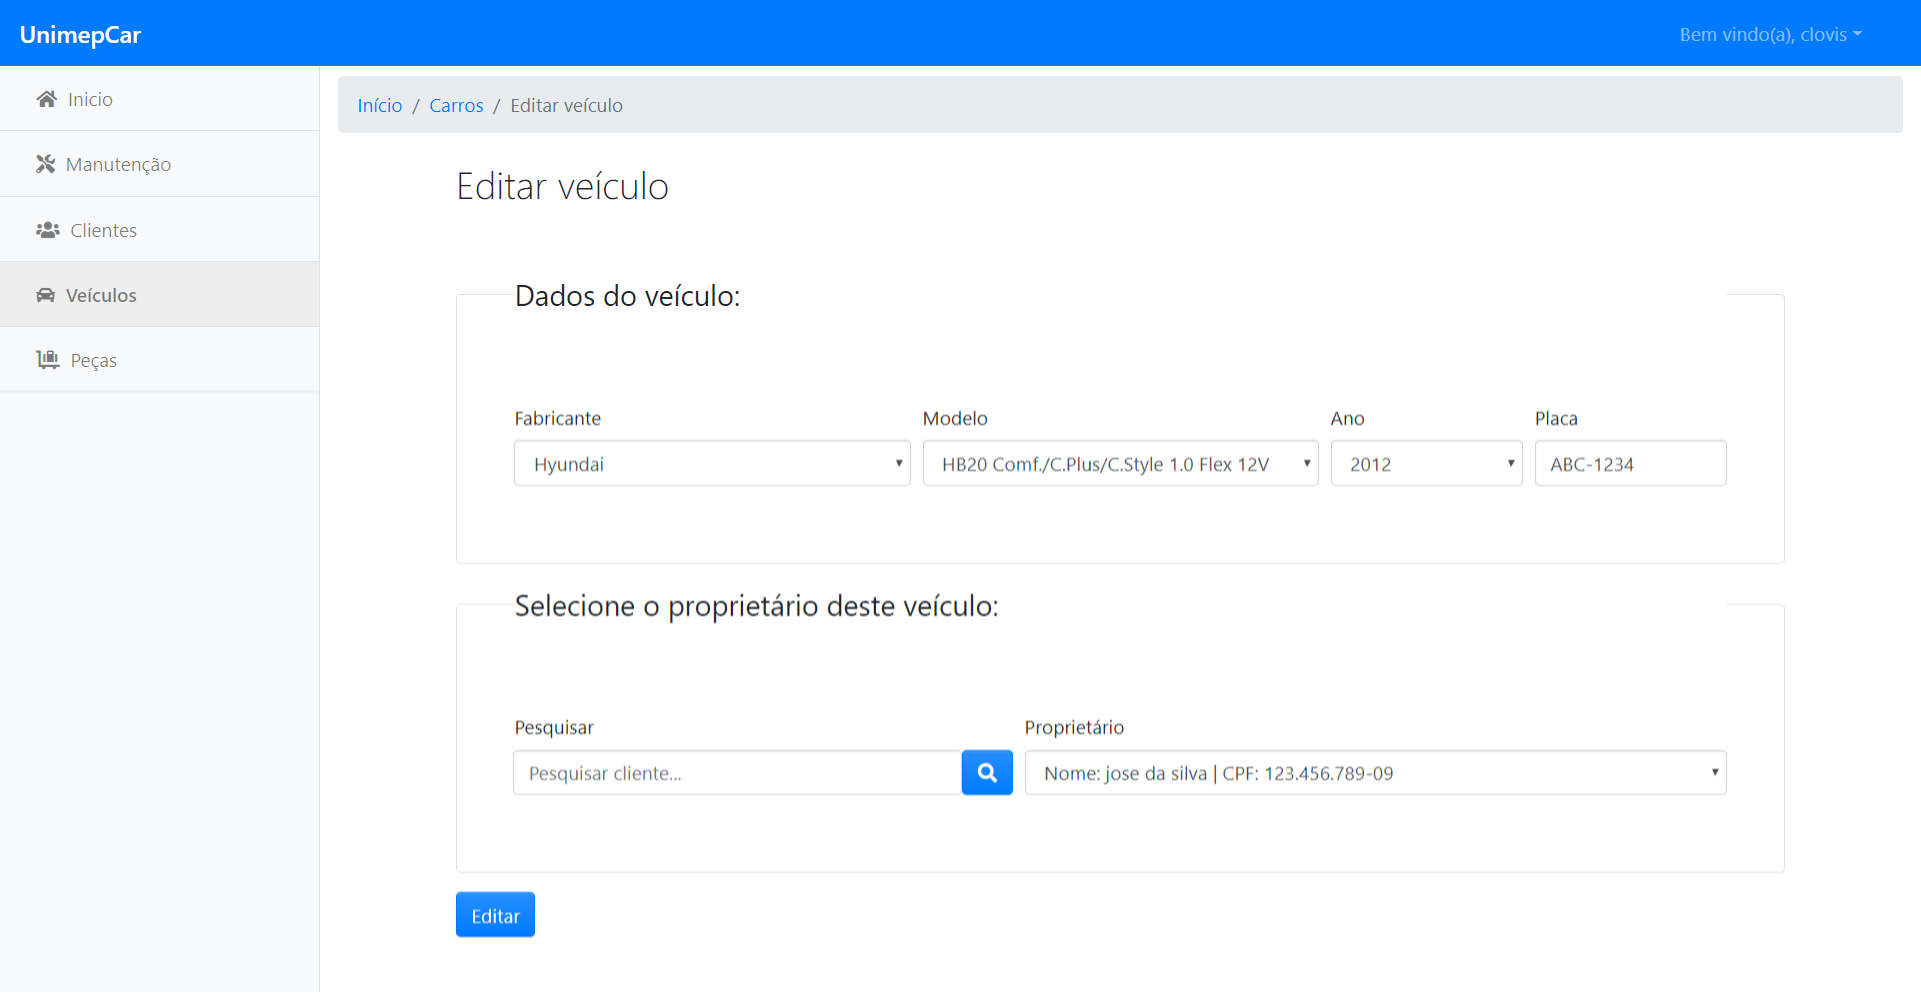 UnimepCar
Bem vindo(a), clovis
Inicio
Manutenção
Clientes
Veículos
Peças
Início / Carros / Editar veículo
Editar veículo
Dados do veículo:
Fabricante
Modelo
Ano
Placa
Hyundai
HB20 Comf./C.Plus/C.Style 1.0 Flex 12V
2012
ABC-1234
Selecione o proprietário deste veículo:
Pesquisar
Proprietário
Pesquisar cliente...
Nome: jose da silva | CPF: 123.456.789-09
Editar